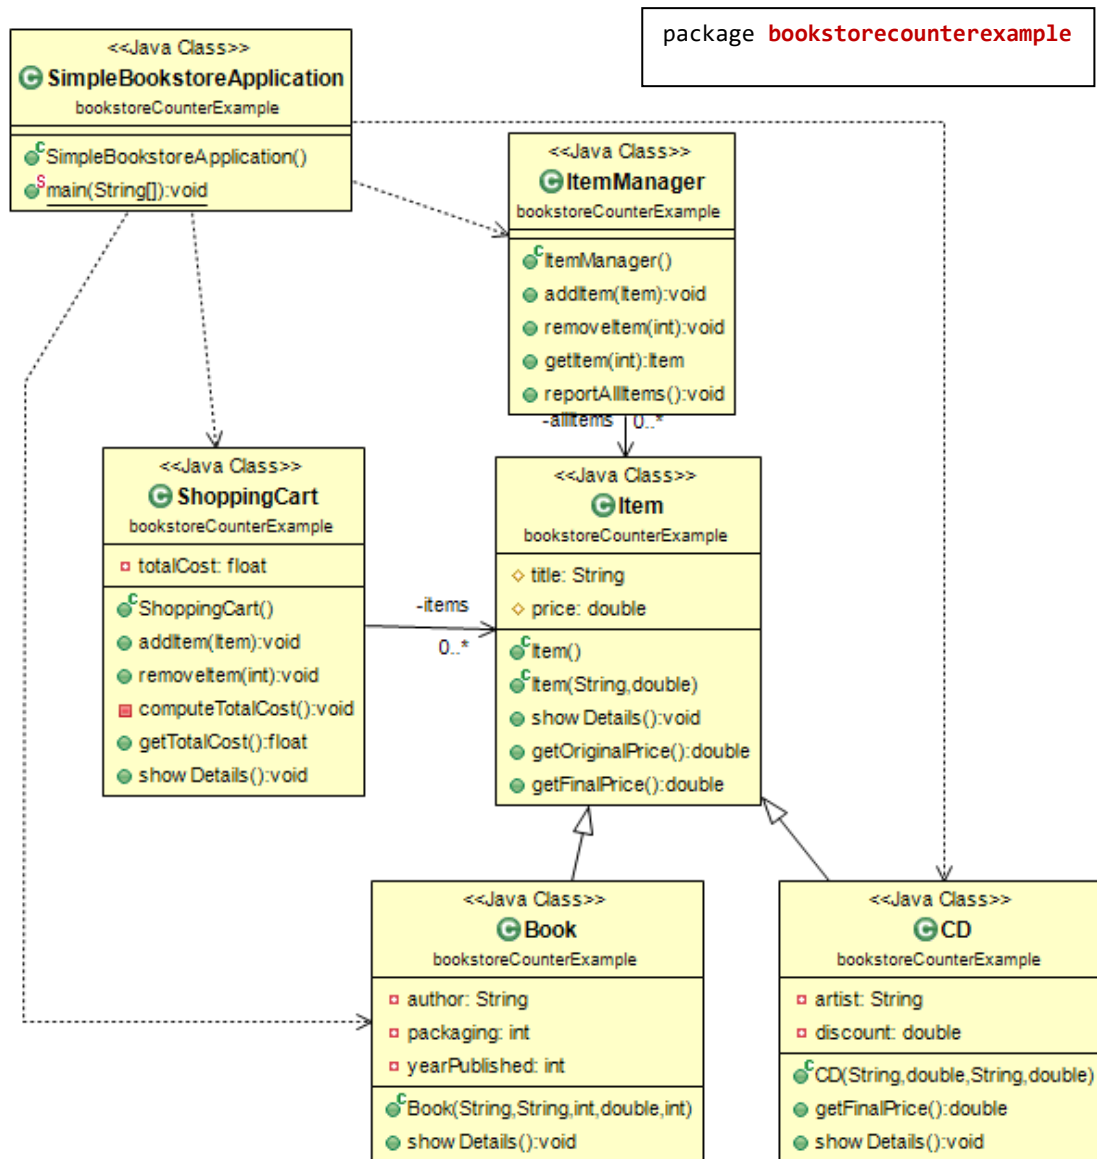 package bookstorecounterexample
<<Java Class>>
SimpleBookstoreApplication
bookstoreCounterExample
SimpleBookstoreApplication()
main(String[]):void
<<Java Class>>
ItemManager
bookstoreCounterExample
ItemManager()
addItem(Item):void
removeItem(int):void
getItem(int):Item
reportAllItems():void
-allItems 0..*
<<Java Class>>
ShoppingCart
bookstoreCounterExample
totalCost: float
ShoppingCart()
addItem(Item):void
removeItem(int):void
computeTotalCost():void
getTotalCost():float
showDetails():void
-items
0..*
<<Java Class>>
Item
bookstoreCounterExample
title: String
price: double
Item()
Item(String,double)
showDetails():void
getOriginalPrice():double
getFinalPrice():double
<<Java Class>>
Book
bookstoreCounterExample
author: String
packaging: int
yearPublished: int
Book(String,String,int,double,int)
showDetails():void
<<Java Class>>
CD
bookstoreCounterExample
artist: String
discount: double
CD(String,double,String,double)
getFinalPrice():double
showDetails():void